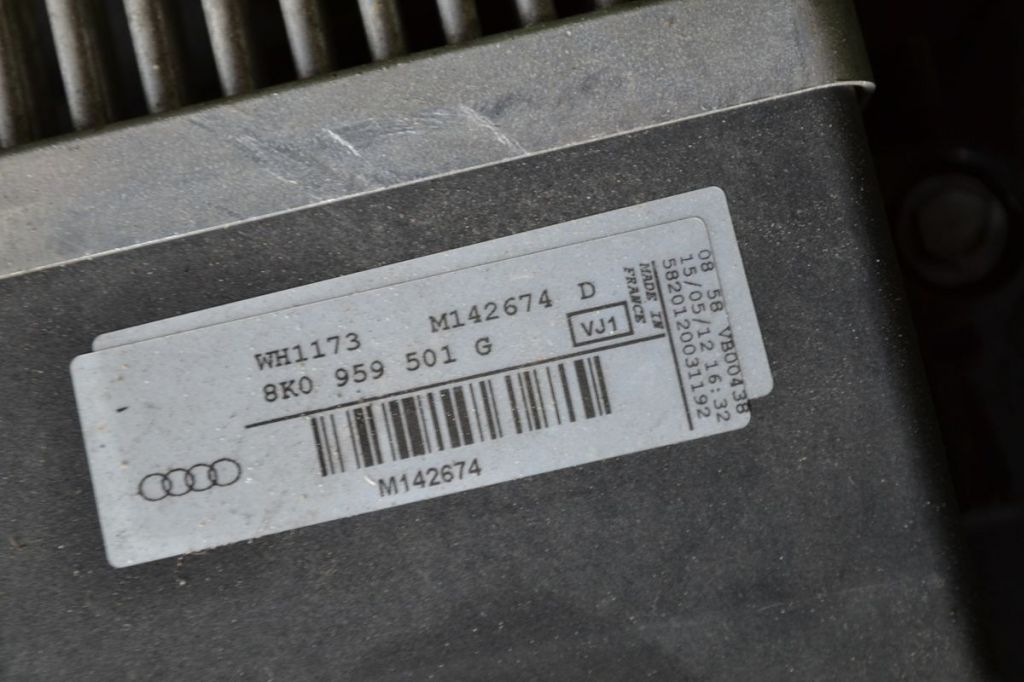 WH1173
M142674 D
8K0 959 501 G
VJ1
MADE IN
FRANCE
M142674
08 58 VB00438
15/05/12 16:32
5820120031192